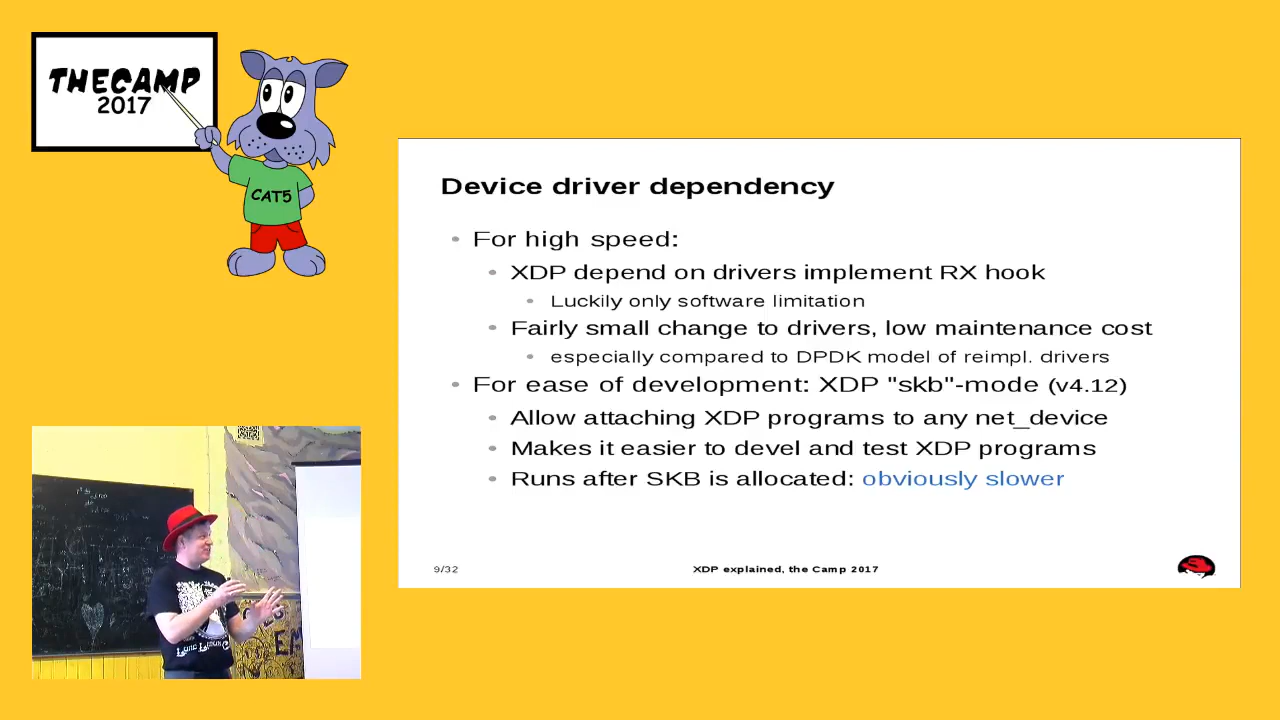 THECAMP
2017
CAT5
Device driver dependency
For high speed:
XDP depend on drivers implement RX hook
Luckily only software limitation
Fairly small change to drivers, low maintenance cost
especially compared to DPDK model of reimpl. drivers
For ease of development: XDP "skb"-mode (v4.12)
Allow attaching XDP programs to any net_device
Makes it easier to devel and test XDP programs
Runs after SKB is allocated: obviously slower
9/32
XDP explained, the Camp 2017